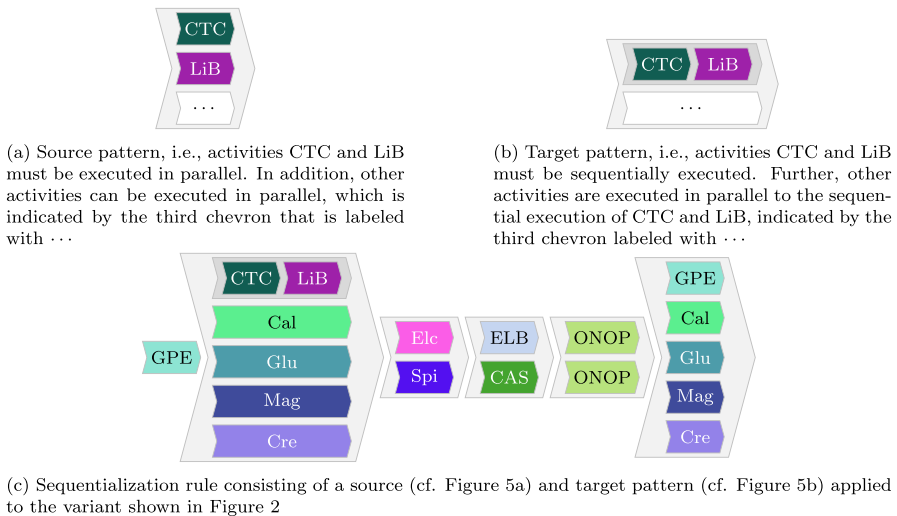 CTC
LiB
···
CTC LiB
···
(a) Source pattern, i.e., activities CTC and LiB
must be executed in parallel. In addition, other
activities can be executed in parallel, which is
indicated by the third chevron that is labeled
with ···
(b) Target pattern, i.e., activities CTC and LiB
must be sequentially executed. Further, other
activities are executed in parallel to the sequen-
tial execution of CTC and LiB, indicated by the
third chevron labeled with ···
GPE
CTC LiB
Cal
Glu
Mag
Cre
Elc
Spi
ELB
CAS
ONOP
ONOP
GPE
Cal
Glu
Mag
Cre
(c) Sequentialization rule consisting of a source (cf. Figure 5a) and target pattern (cf. Figure 5b) applied
to the variant shown in Figure 2